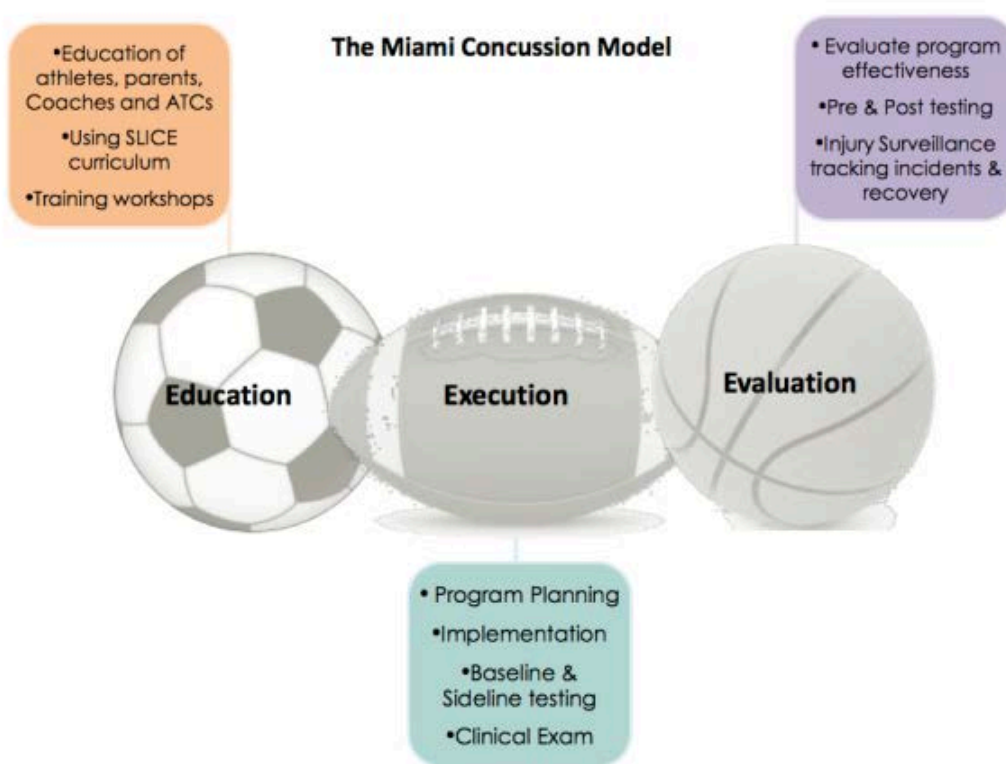 The Miami Concussion Model
•Education of
athletes, parents,
Coaches and ATCs
•Using SLICE
curriculum
•Training workshops
• Evaluate program
effectiveness
•Pre & Post testing
•Injury Surveillance
tracking incidents &
recovery
Education
Execution
Evaluation
• Program Planning
•Implementation
•Baseline &
Sideline testing
•Clinical Exam